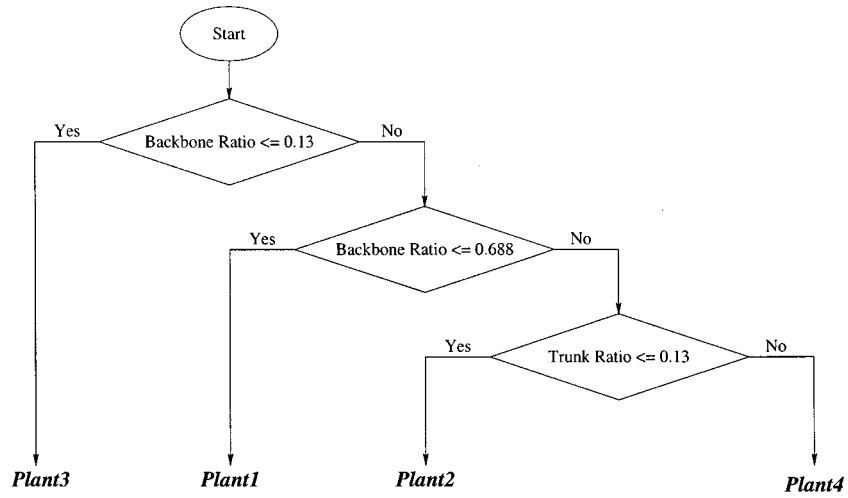 Start
Yes
Backbone Ratio <= 0.13
No
Yes
Backbone Ratio <= 0.688
No
Yes
Trunk Ratio <= 0.13
No
Plant3
Plant1
Plant2
Plant4